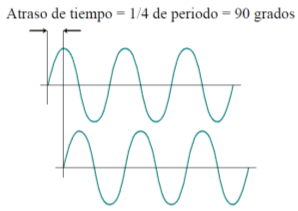 Atraso de tiempo = 1/4 de periodo = 90 grados